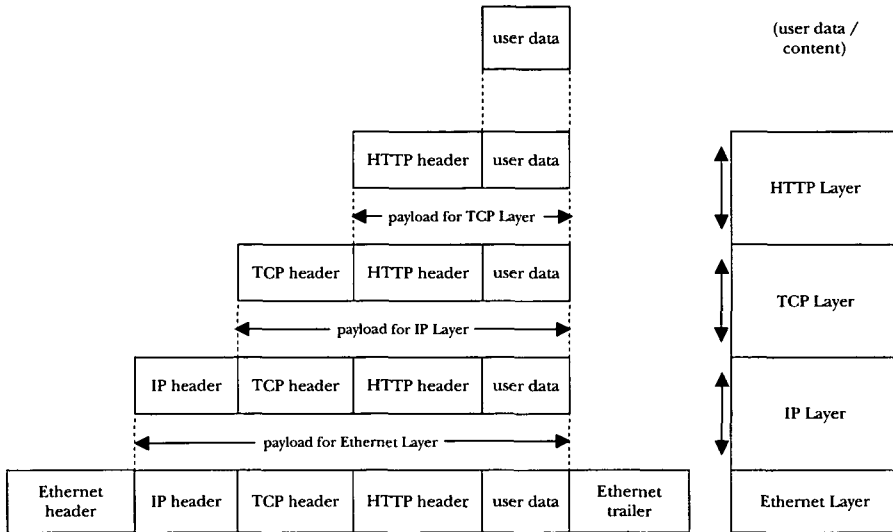 user data
(user data /
content)
HTTP header user data
HTTP Layer
payload for TCP Layer
TCP header HTTP header user data
TCP Layer
payload for IP Layer
IP header TCP header HTTP header user data
IP Layer
payload for Ethernet Layer
Ethernet
header
IP header TCP header HTTP header user data
Ethernet
trailer
Ethernet Layer